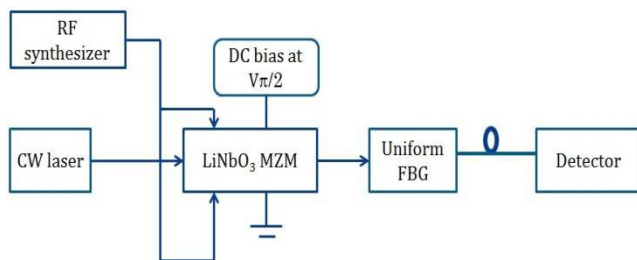 RF
synthesizer
DC bias at
Vπ/2
CW laser
LiNbO₃ MZM
Uniform
FBG
Detector